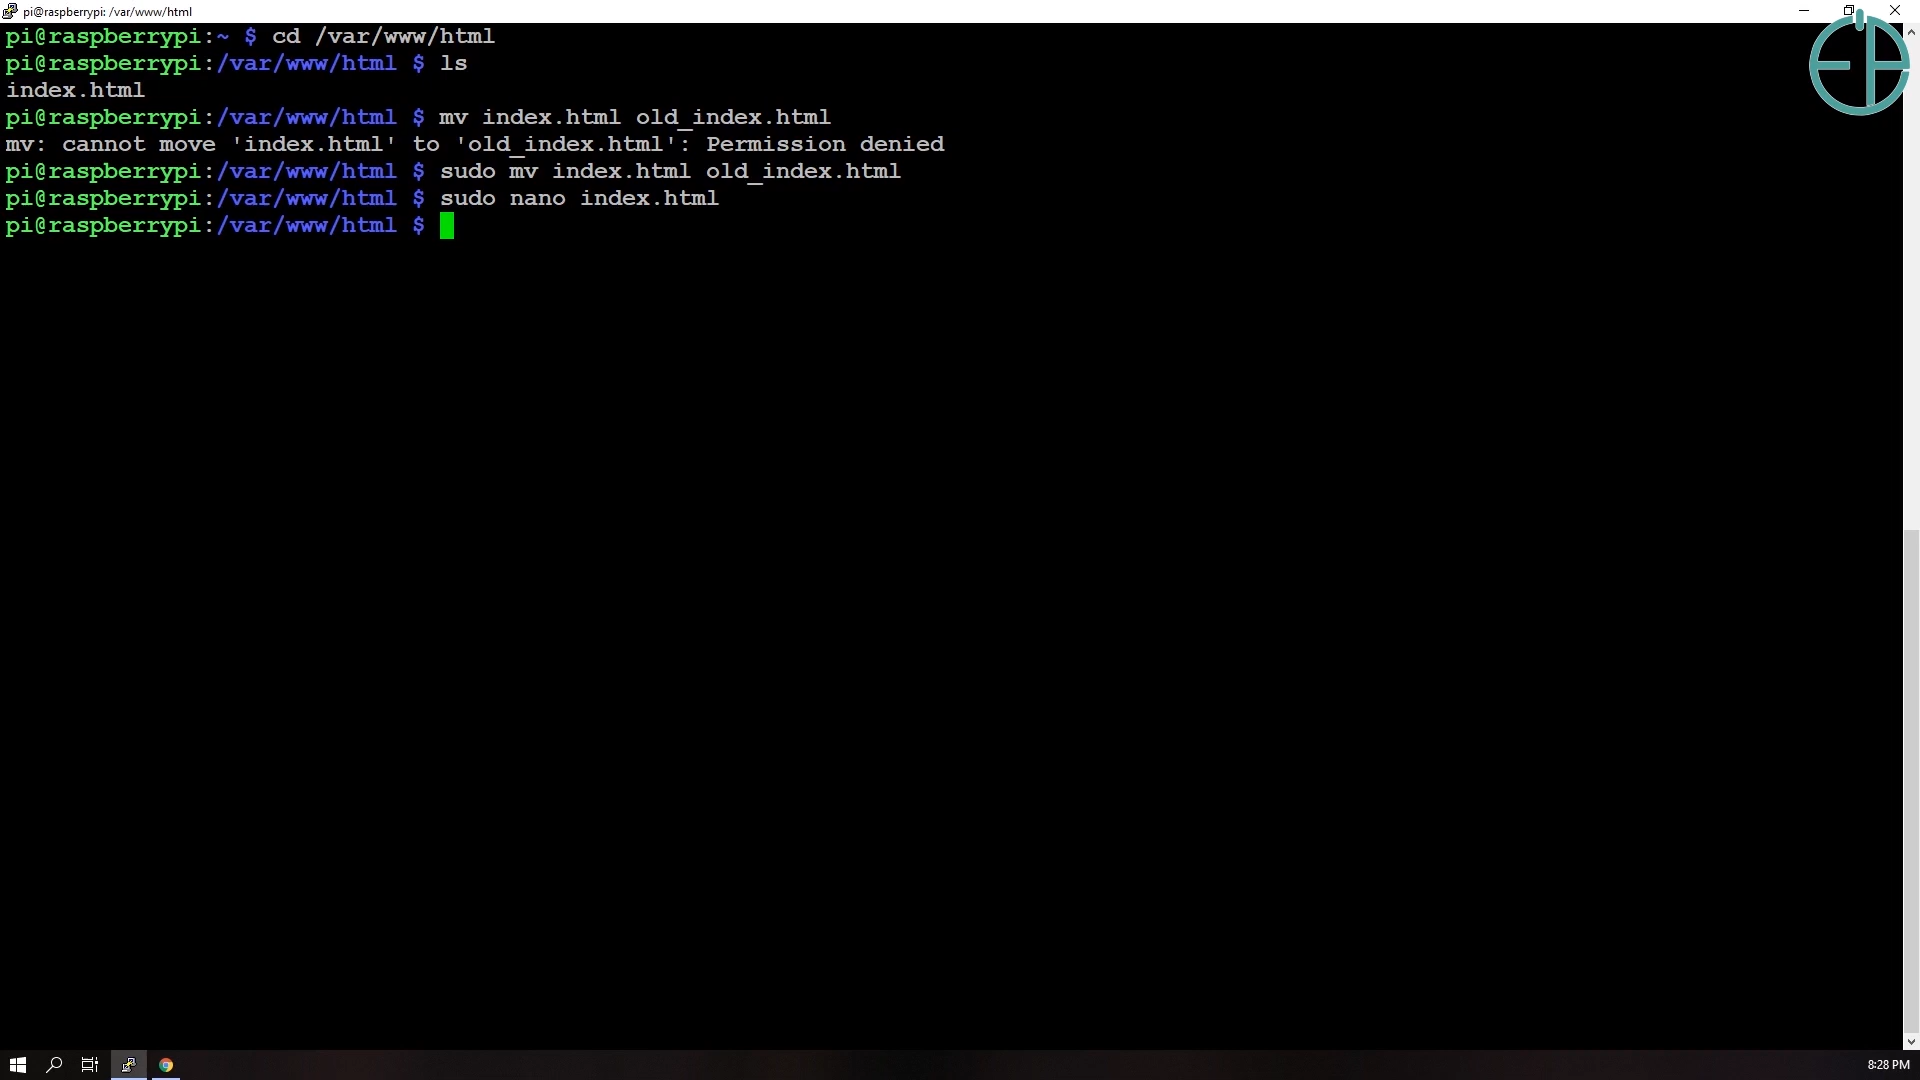 pi@raspberrypi: /var/www/html
pi@raspberrypi:~ $ cd /var/www/html
pi@raspberrypi:/var/www/html $ ls
index.html
pi@raspberrypi:/var/www/html $ mv index.html old_index.html
mv: cannot move 'index.html' to 'old_index.html': Permission denied
pi@raspberrypi:/var/www/html $ sudo mv index.html old_index.html
pi@raspberrypi:/var/www/html $ sudo nano index.html
pi@raspberrypi:/var/www/html $
8:28 PM